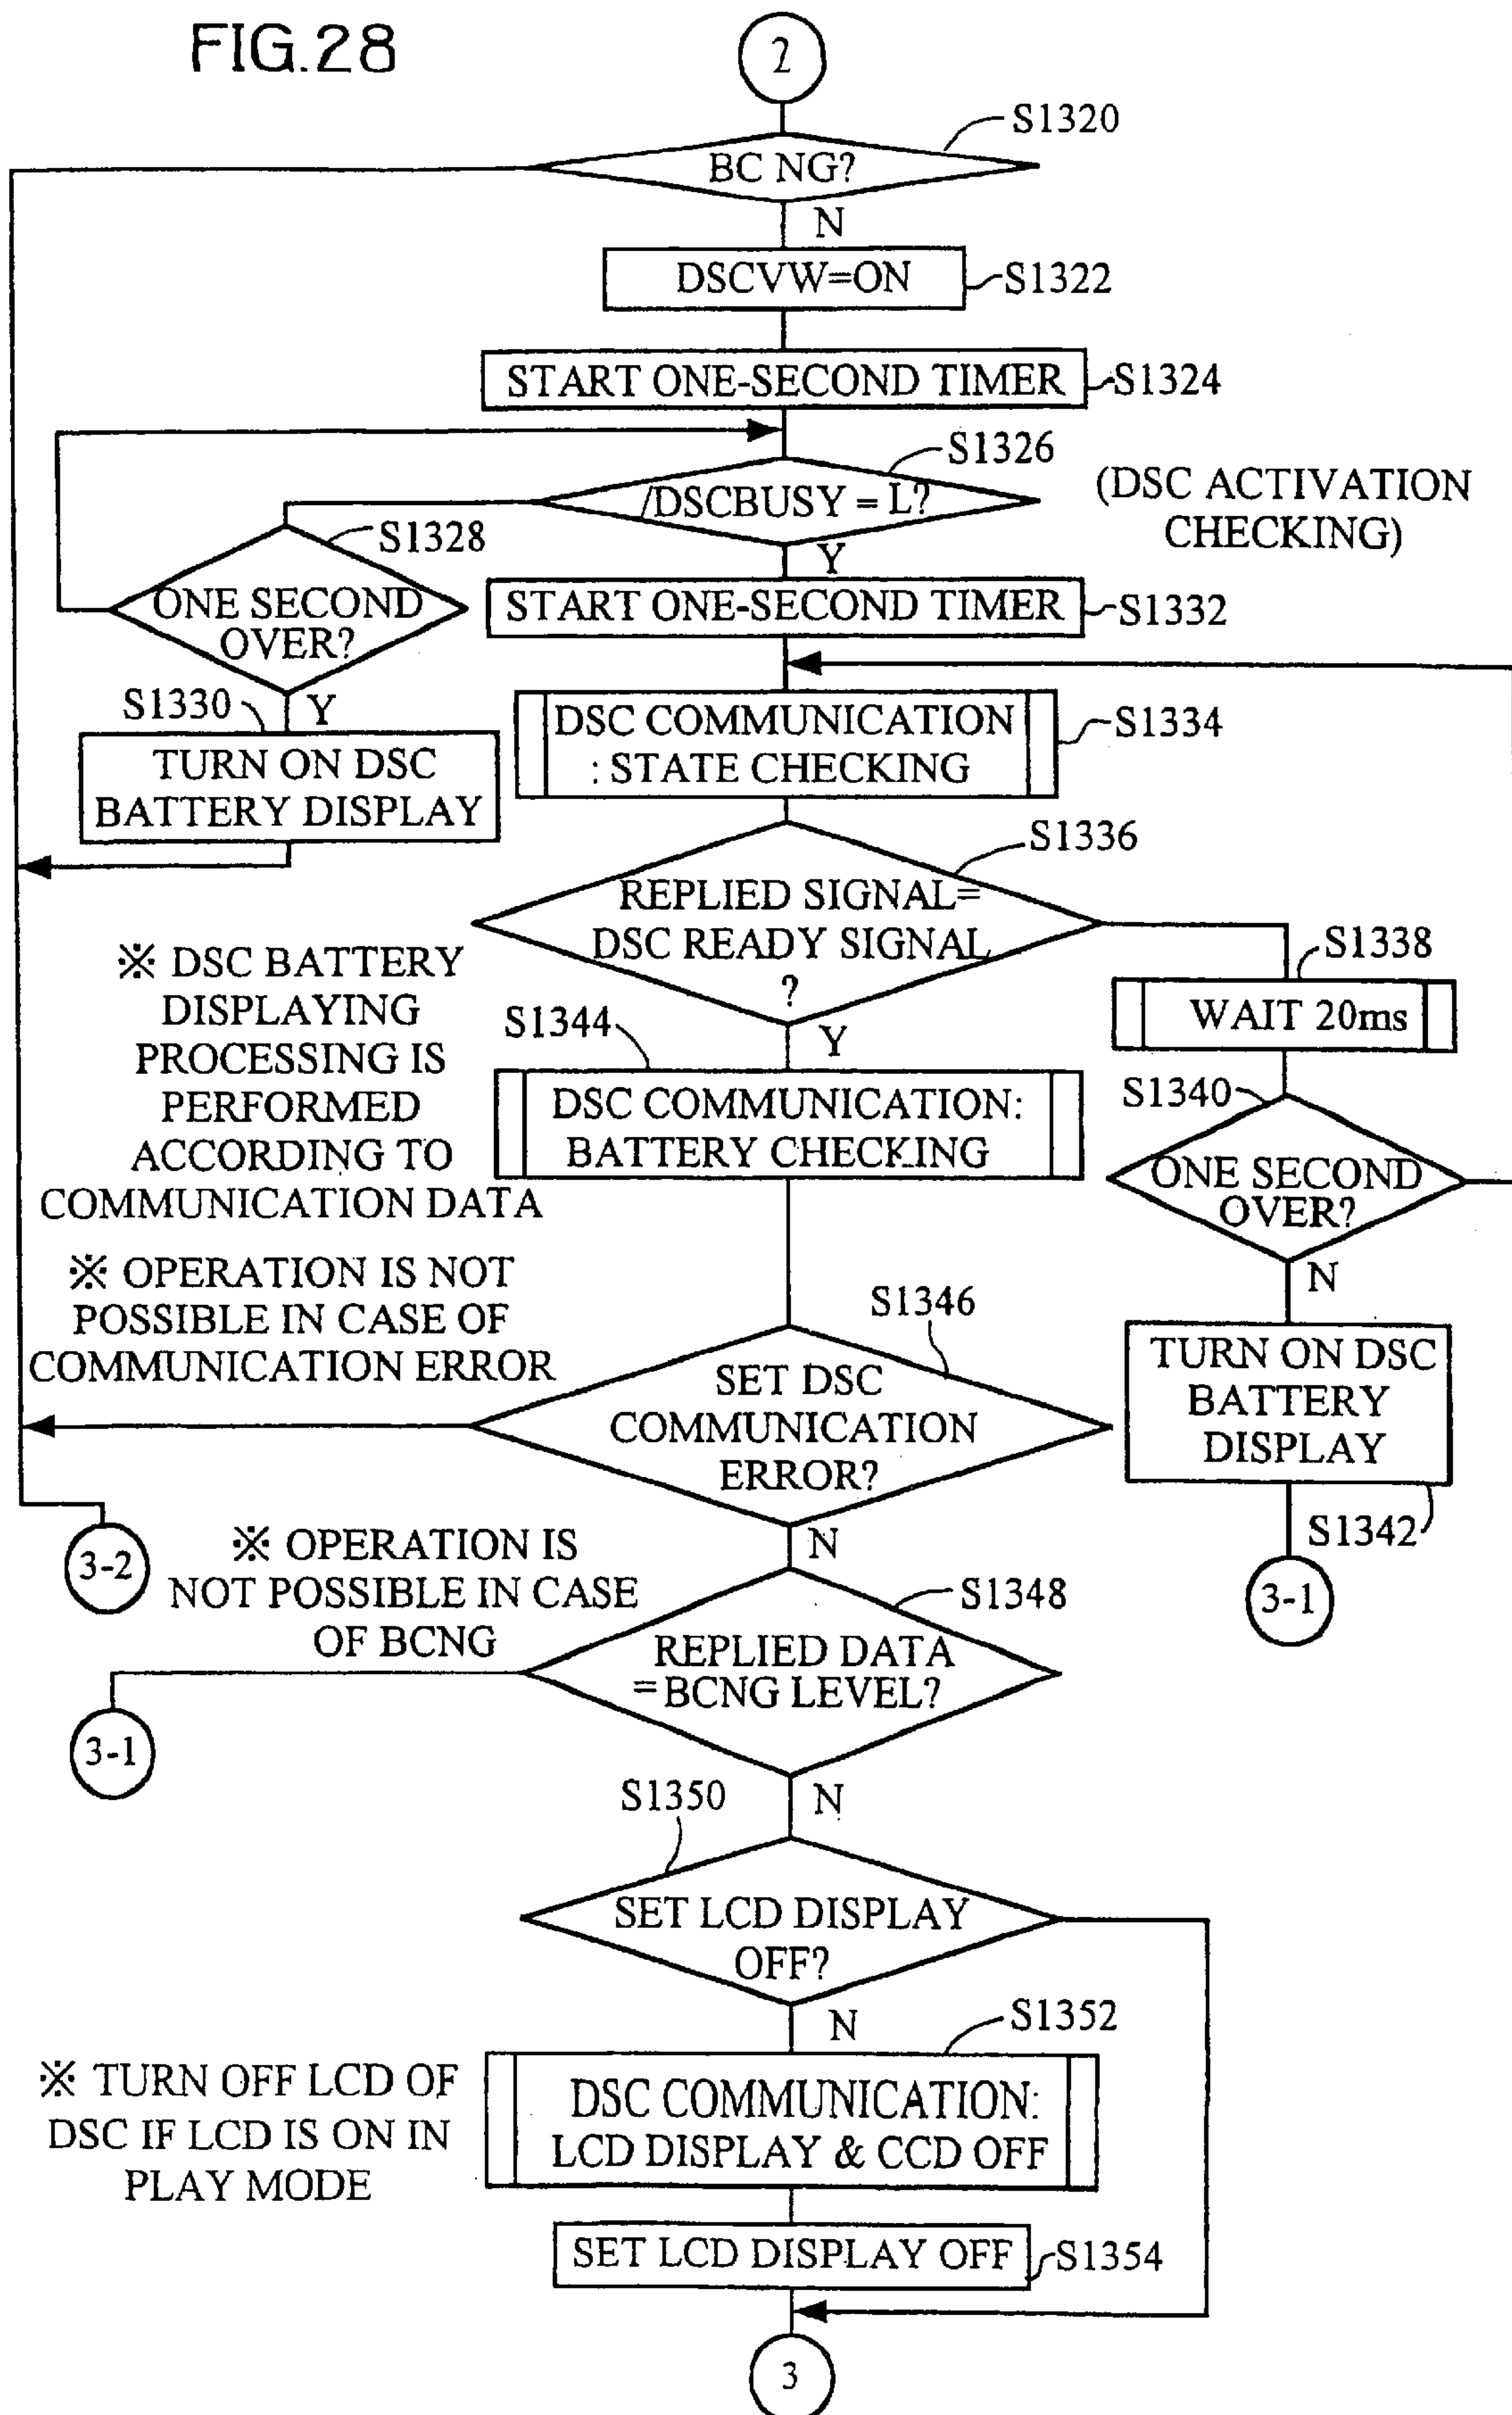 FIG.28
2
S1320
BC NG?
N
DSCVW=ON
S1322
START ONE-SECOND TIMER
S1324
S1326
/DSCBUSY = L?
(DSC ACTIVATION
CHECKING)
S1328
Y
ONE SECOND
OVER?
START ONE-SECOND TIMER
S1332
S1330
Y
TURN ON DSC
BATTERY DISPLAY
DSC COMMUNICATION
: STATE CHECKING
S1334
S1336
REPLIED SIGNAL=
DSC READY SIGNAL
?
※ DSC BATTERY
DISPLAYING
PROCESSING IS
PERFORMED
ACCORDING TO
COMMUNICATION DATA
S1338
WAIT 20ms
S1344
Y
DSC COMMUNICATION:
BATTERY CHECKING
S1340
ONE SECOND
OVER?
N
※ OPERATION IS NOT
POSSIBLE IN CASE OF
COMMUNICATION ERROR
S1346
SET DSC
COMMUNICATION
ERROR?
TURN ON DSC
BATTERY
DISPLAY
S1342
3-1
3-2
N
※ OPERATION IS
NOT POSSIBLE IN CASE
OF BCNG
S1348
REPLIED DATA
=BCNG LEVEL?
3-1
N
S1350
SET LCD DISPLAY
OFF?
N
S1352
※ TURN OFF LCD OF
DSC IF LCD IS ON IN
PLAY MODE
DSC COMMUNICATION:
LCD DISPLAY & CCD OFF
SET LCD DISPLAY OFF
S1354
3